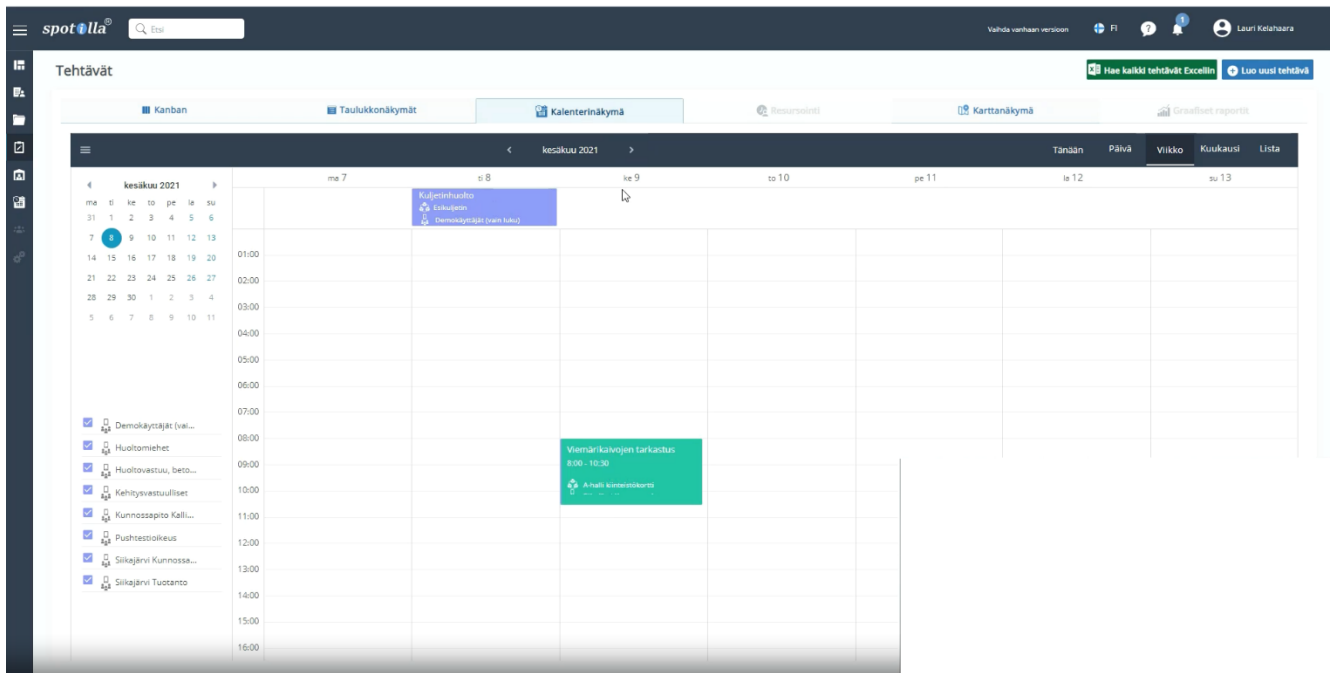 spotilla®
Etsi
Vaihda vanhaan versioon
FI
1
Lauri Kelahaara
Tehtävät
Hae kaikki tehtävät Excelliin
Luo uusi tehtävä
Kanban
Taulukkonäkymät
Kalenterinäkymä
Resursointi
Karttanäkymä
Graafiset raportit
kesäkuu 2021
Tänään
Päivä
Viikko
Kuukausi
Lista
kesäkuu 2021
ma ti ke to pe la su
31 1 2 3 4 5 6
7 8 9 10 11 12 13
14 15 16 17 18 19 20
21 22 23 24 25 26 27
28 29 30 1 2 3 4
5 6 7 8 9 10 11
Demokäyttäjät (vai...
Huoltomiehet
Huoltovastuu, beto...
Kehitysvastuulliset
Kunnossapito Kalli...
Pushtestioikeus
Siikajärvi Kunnossa...
Siikajärvi Tuotanto
ma 7
ti 8
ke 9
to 10
pe 11
la 12
su 13
Kuljetinhuolto
Esikuljetin
Demokäyttäjät (vain luku)
01:00
02:00
03:00
04:00
05:00
06:00
07:00
08:00
09:00
10:00
11:00
12:00
13:00
14:00
15:00
16:00
Viemärikaivojen tarkastus
8:00 - 10:30
A-halli kiinteistökortti